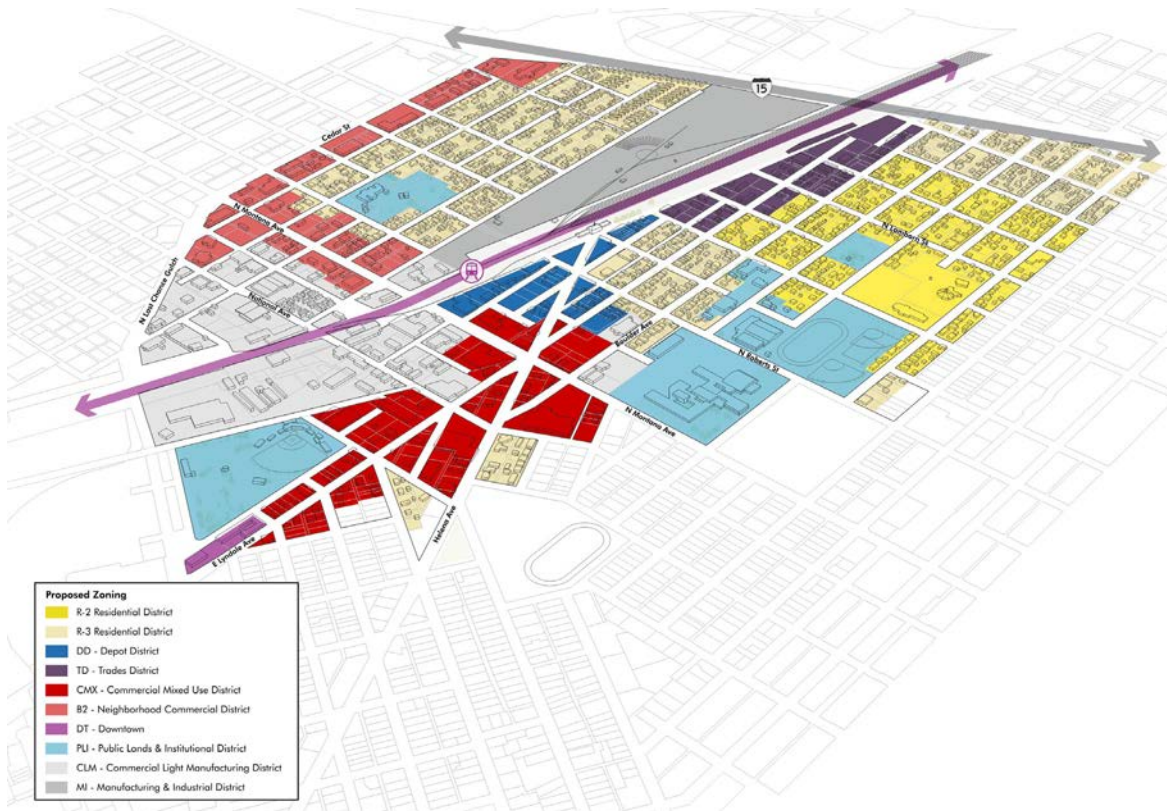 15
Cedar St
N Montana Ave
N Last Chance Gulch
National Ave
N Lamborn St
Boulder Ave
N Roberts St
N Montana Ave
Helena Ave
E Lyndale Ave
Proposed Zoning
R-2 Residential District
R-3 Residential District
DD - Depot District
TD - Trades District
CMX - Commercial Mixed Use District
B2 - Neighborhood Commercial District
DT - Downtown
PLI - Public Lands & Institutional District
CLM - Commercial Light Manufacturing District
MI - Manufacturing & Industrial District